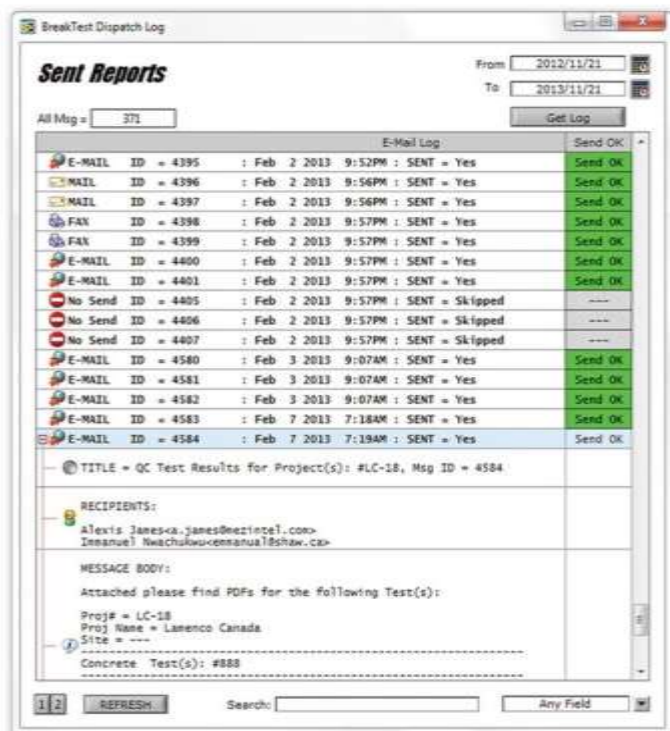 BreakTest Dispatch Log
Sent Reports
From 2012/11/21
To 2013/11/21
All Msg = 371
Get Log
E-Mail Log Send OK
E-MAIL ID = 4395 : Feb 2 2013 9:52PM : SENT = Yes Send OK
MAIL ID = 4396 : Feb 2 2013 9:56PM : SENT = Yes Send OK
MAIL ID = 4397 : Feb 2 2013 9:56PM : SENT = Yes Send OK
FAX ID = 4398 : Feb 2 2013 9:57PM : SENT = Yes Send OK
FAX ID = 4399 : Feb 2 2013 9:57PM : SENT = Yes Send OK
E-MAIL ID = 4400 : Feb 2 2013 9:57PM : SENT = Yes Send OK
E-MAIL ID = 4401 : Feb 2 2013 9:57PM : SENT = Yes Send OK
No Send ID = 4405 : Feb 2 2013 9:57PM : SENT = Skipped ---
No Send ID = 4406 : Feb 2 2013 9:57PM : SENT = Skipped ---
No Send ID = 4407 : Feb 2 2013 9:57PM : SENT = Skipped ---
E-MAIL ID = 4580 : Feb 3 2013 9:07AM : SENT = Yes Send OK
E-MAIL ID = 4581 : Feb 3 2013 9:07AM : SENT = Yes Send OK
E-MAIL ID = 4582 : Feb 3 2013 9:07AM : SENT = Yes Send OK
E-MAIL ID = 4583 : Feb 7 2013 7:18AM : SENT = Yes Send OK
E-MAIL ID = 4584 : Feb 7 2013 7:19AM : SENT = Yes Send OK
TITLE = QC Test Results for Project(s): #LC-18, Msg ID = 4584
RECIPIENTS:
Alexis James<a.james@mezintel.com>
Immanuel Nwachukwu<emmanual@shaw.ca>
MESSAGE BODY:
Attached please find PDFs for the following Test(s):
Proj# = LC-18
Proj Name = Lamenco Canada
Site = ---
Concrete Test(s): #888
1 2 REFRESH Search: Any Field